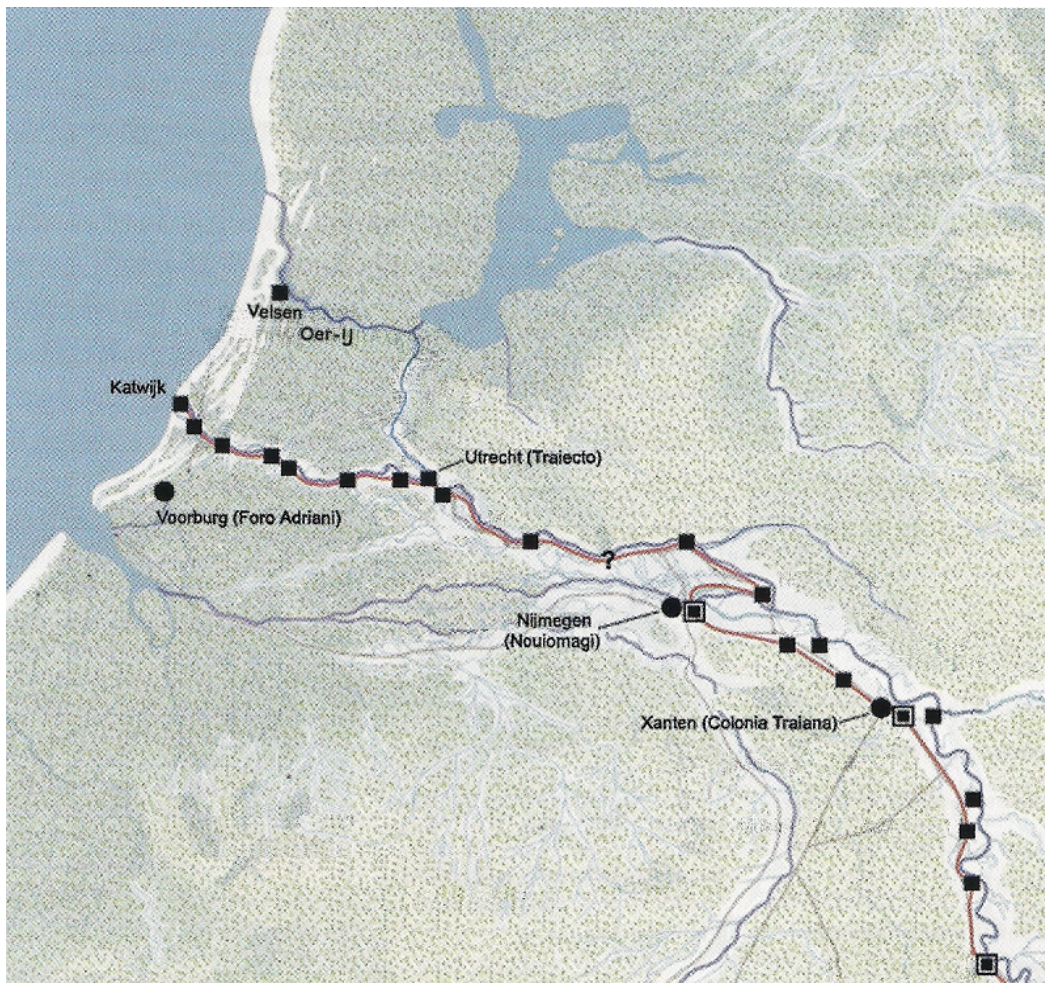 Velsen
Oer-IJ
Katwijk
Utrecht (Traiecto)
Voorburg (Foro Adriani)
?
Nijmegen
(Nouiomagi)
Xanten (Colonia Traiana)